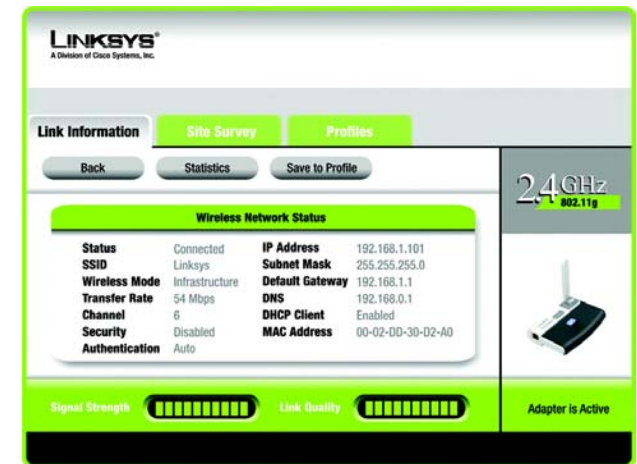 LINKSYS®
A Division of Cisco Systems, Inc.
Link Information Site Survey Profiles
Back Statistics Save to Profile
2.4GHz
802.11g
Wireless Network Status
Status Connected IP Address 192.168.1.101
SSID Linksys Subnet Mask 255.255.255.0
Wireless Mode Infrastructure Default Gateway 192.168.1.1
Transfer Rate 54 Mbps DNS 192.168.0.1
Channel 6 DHCP Client Enabled
Security Disabled MAC Address 00-02-DD-30-D2-A0
Authentication Auto
Signal Strength Link Quality Adapter is Active